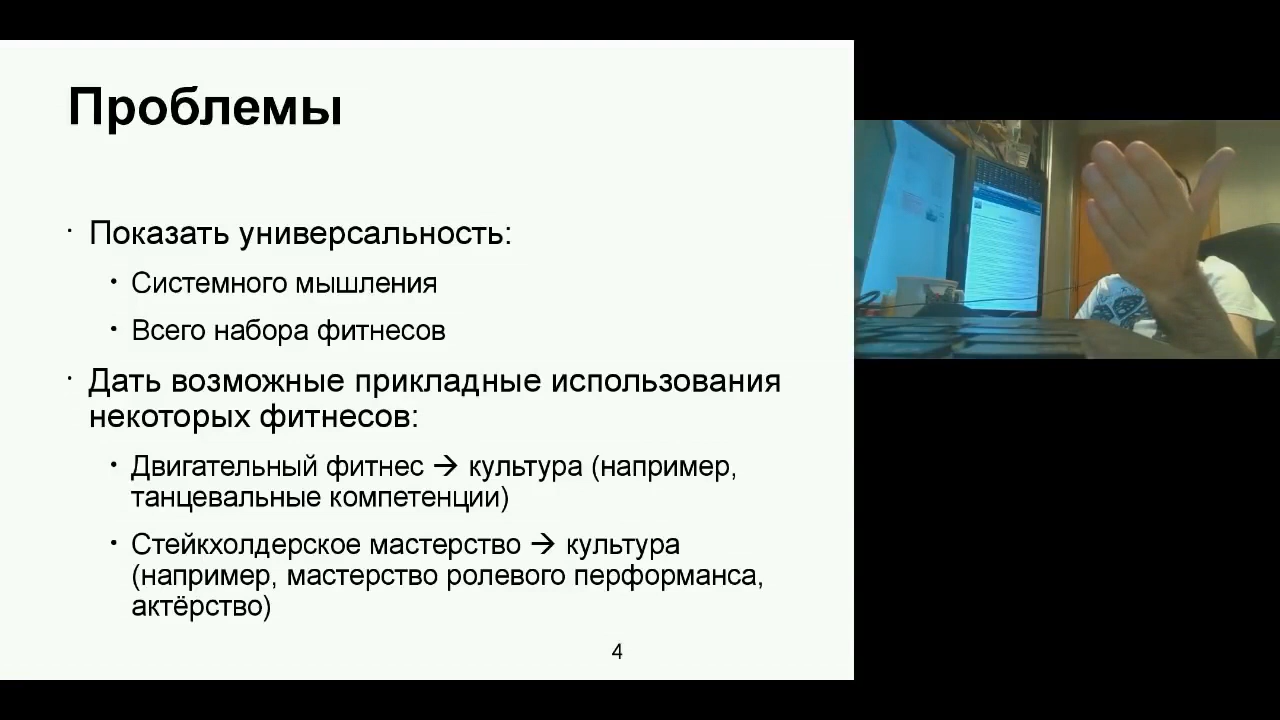 Проблемы
· Показать универсальность:
• Системного мышления
• Всего набора фитнесов
· Дать возможные прикладные использования
некоторых фитнесов:
• Двигательный фитнес → культура (например,
танцевальные компетенции)
• Стейкхолдерское мастерство → культура
(например, мастерство ролевого перформанса,
актёрство)
4